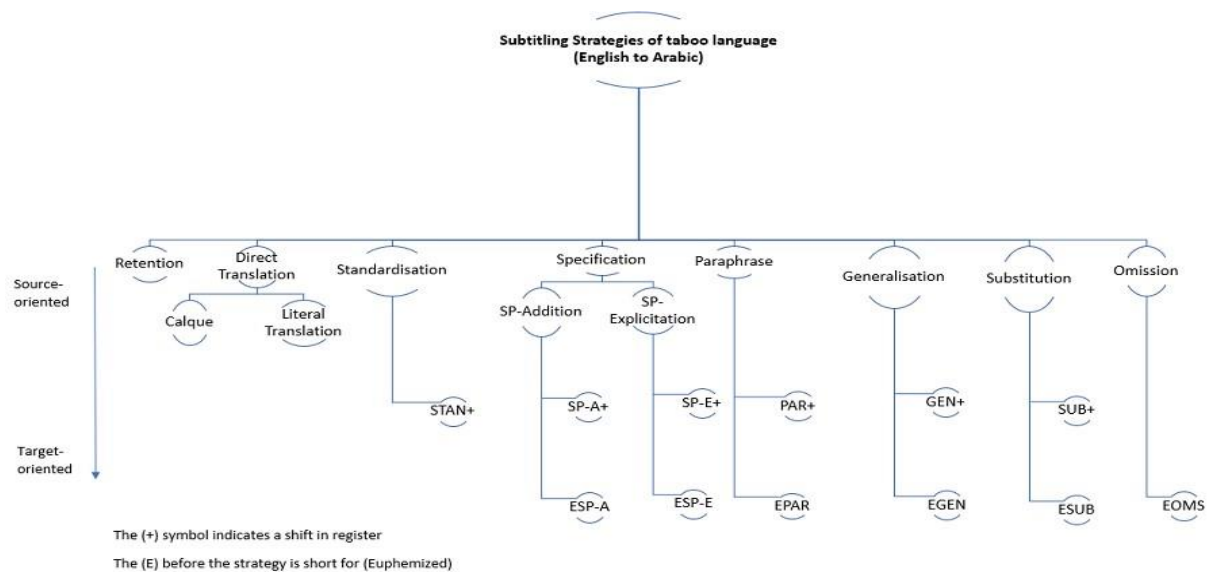 Subtitling Strategies of taboo language
(English to Arabic)
Source-
oriented
Target-
oriented
Retention
Direct
Translation
Calque
Literal
Translation
Standardisation
STAN+
Specification
SP-Addition
SP-A+
ESP-A
SP-
Explicitation
SP-E+
ESP-E
Paraphrase
PAR+
EPAR
Generalisation
GEN+
EGEN
Substitution
SUB+
ESUB
Omission
EOMS
The (+) symbol indicates a shift in register
The (E) before the strategy is short for (Euphemized)